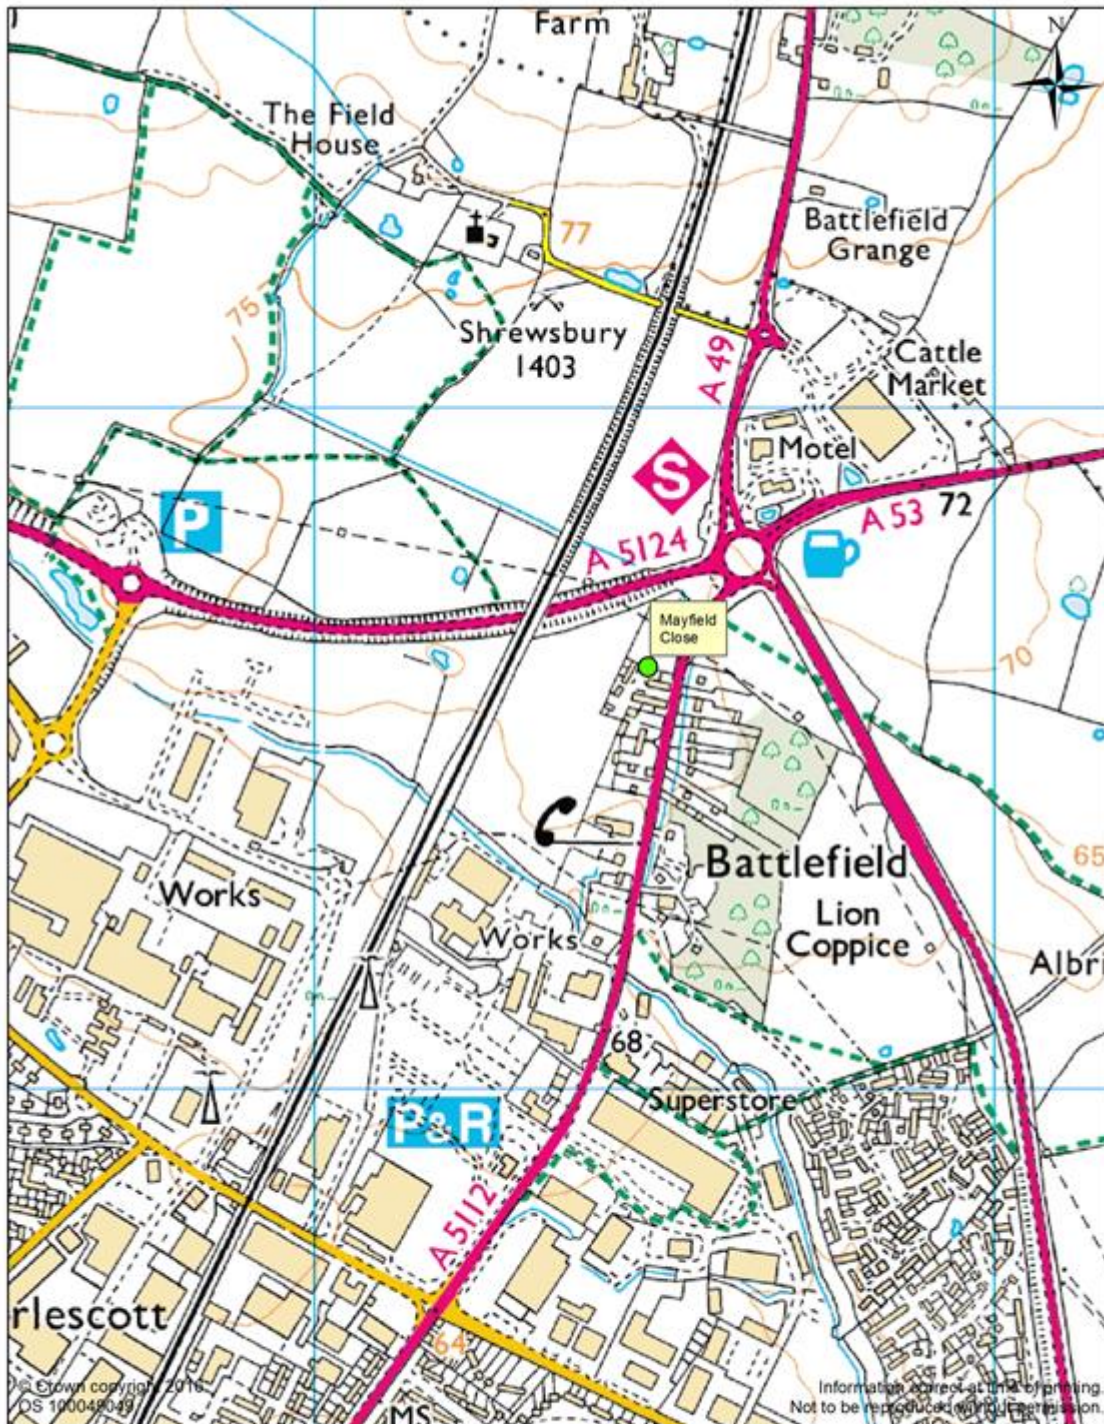 Farm
N
The Field
House
Battlefield
Grange
77
75
Shrewsbury
1403
A 49
Cattle
Market
Motel
S
P
A 5124
A 53
72
Mayfield
Close
70
65
Battlefield
Works
Lion
Coppice
Works
Albri
68
Superstore
P&R
A 5112
rlescott
64
© Crown copyright 2016
OS 100049049
Information correct at time of printing.
Not to be reproduced without permission.
MS